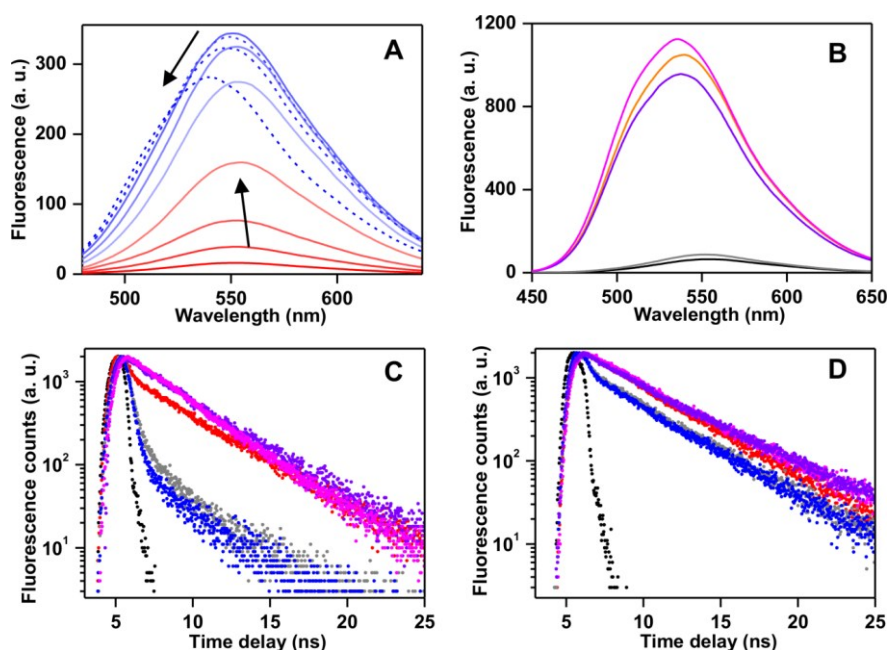 A
Fluorescence (a. u.)
300
200
100
0
500
550
600
Wavelength (nm)
B
Fluorescence (a. u.)
1200
800
400
0
450
500
550
600
650
Wavelength (nm)
C
Fluorescence counts (a. u.)
10³
10²
10¹
5
10
15
20
25
Time delay (ns)
D
Fluorescence counts (a. u.)
10³
10²
10¹
5
10
15
20
25
Time delay (ns)